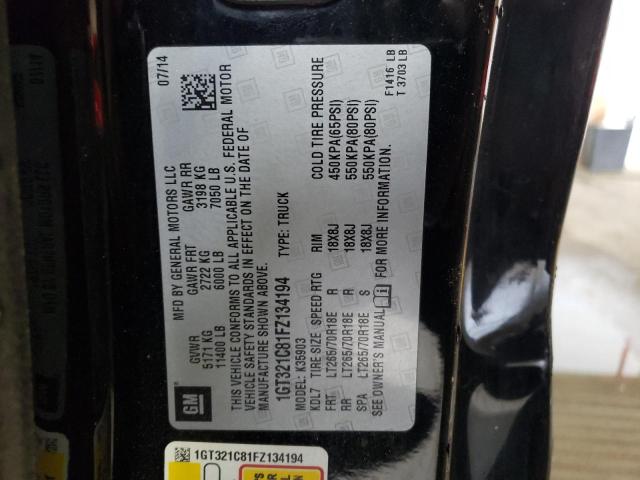 GM
MFD BY GENERAL MOTORS LLC 07/14
GVWR GAWR FRT GAWR RR
5171 KG 2722 KG 3198 KG
11400 LB 6000 LB 7050 LB
THIS VEHICLE CONFORMS TO ALL APPLICABLE U.S. FEDERAL MOTOR
VEHICLE SAFETY STANDARDS IN EFFECT ON THE DATE OF
MANUFACTURE SHOWN ABOVE.
1GT321C81FZ134194 TYPE: TRUCK
MODEL: K35903
KDL7 TIRE SIZE SPEED RTG RIM COLD TIRE PRESSURE
FRT LT265/70R18E R 18X8J 450KPA(65PSI)
RR LT265/70R18E R 18X8J 550KPA(80PSI)
SPA LT265/70R18E S 18X8J 550KPA(80PSI)
SEE OWNER'S MANUAL i FOR MORE INFORMATION.
F1416 LB
T 3703 LB
1GT321C81FZ134194